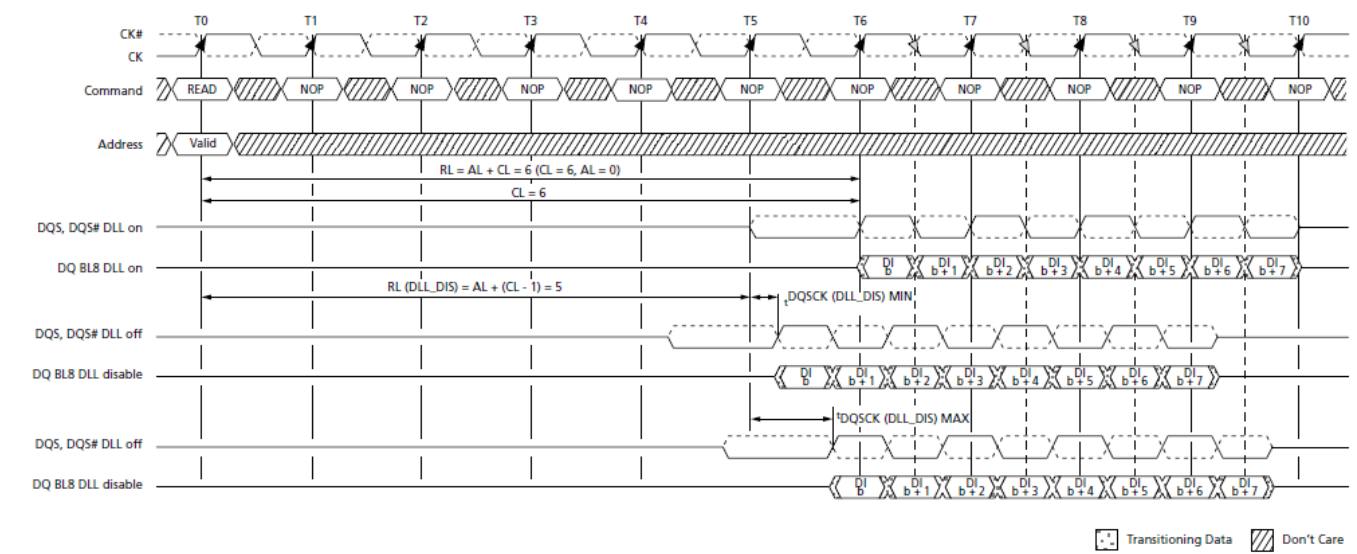 T0 T1 T2 T3 T4 T5 T6 T7 T8 T9 T10
CK#
CK
Command READ NOP NOP NOP NOP NOP NOP NOP NOP NOP NOP
Address Valid
RL = AL + CL = 6 (CL = 6, AL = 0)
CL = 6
DQS, DQS# DLL on
DQ BL8 DLL on DI b DI b + 1 DI b + 2 DI b + 3 DI b + 4 DI b + 5 DI b + 6 DI b + 7
RL (DLL_DIS) = AL + (CL - 1) = 5 tDQSCK (DLL_DIS) MIN
DQS, DQS# DLL off
DQ BL8 DLL disable DI b DI b + 1 DI b + 2 DI b + 3 DI b + 4 DI b + 5 DI b + 6 DI b + 7
tDQSCK (DLL_DIS) MAX
DQS, DQS# DLL off
DQ BL8 DLL disable DI b DI b + 1 DI b + 2 DI b + 3 DI b + 4 DI b + 5 DI b + 6 DI b + 7
Transitioning Data Don't Care